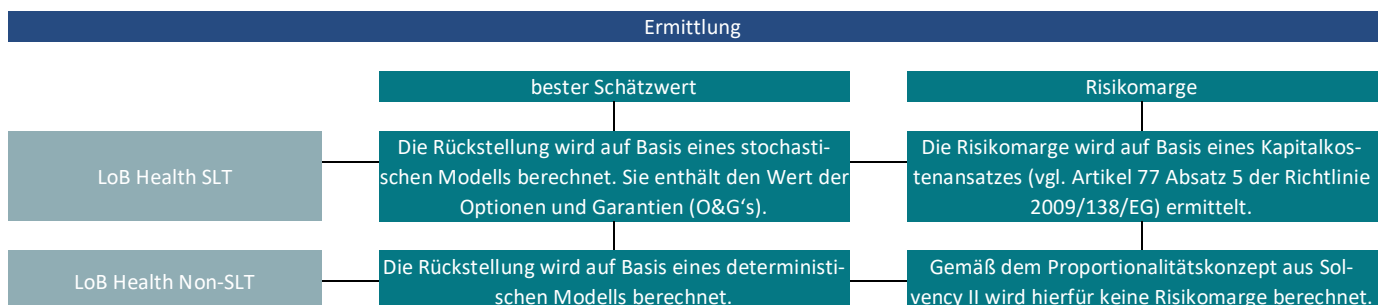 Ermittlung
bester Schätzwert
Risikomarge
LoB Health SLT
Die Rückstellung wird auf Basis eines stochasti-
schen Modells berechnet. Sie enthält den Wert der
Optionen und Garantien (O&G‘s).
Die Risikomarge wird auf Basis eines Kapitalkos-
tenansatzes (vgl. Artikel 77 Absatz 5 der Richtlinie
2009/138/EG) ermittelt.
LoB Health Non-SLT
Die Rückstellung wird auf Basis eines deterministi-
schen Modells berechnet.
Gemäß dem Proportionalitätskonzept aus Sol-
vency II wird hierfür keine Risikomarge berechnet.